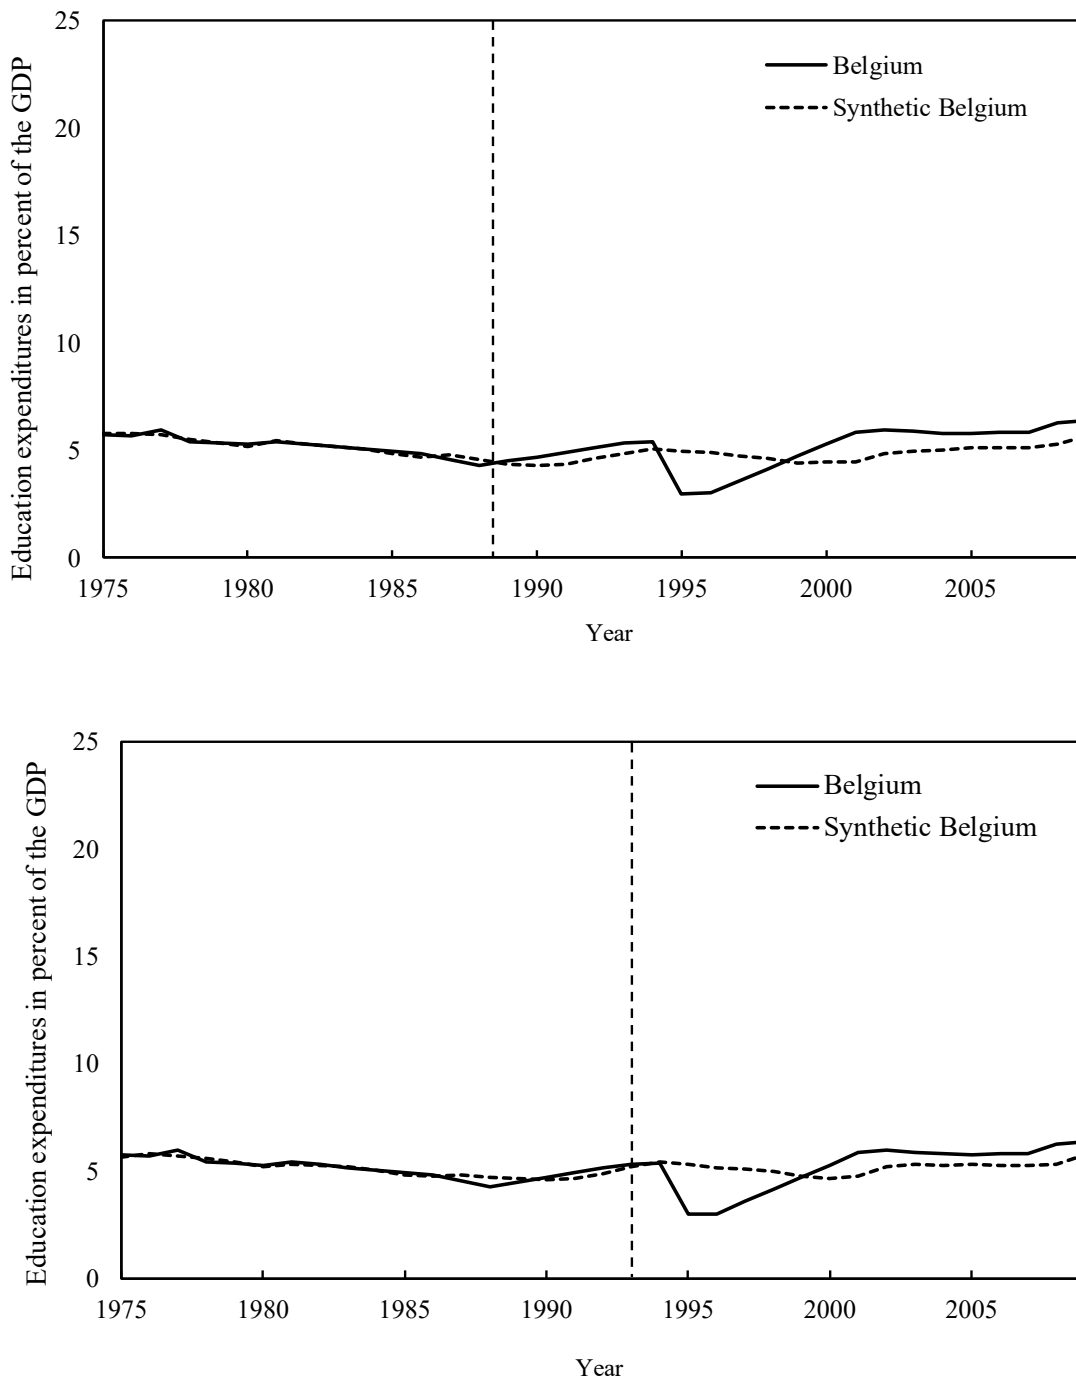 Education expenditures in percent of the GDP
25
20
15
10
5
0
Belgium
Synthetic Belgium
1975 1980 1985 1990 1995 2000 2005
Year
Education expenditures in percent of the GDP
25
20
15
10
5
0
Belgium
Synthetic Belgium
1975 1980 1985 1990 1995 2000 2005
Year